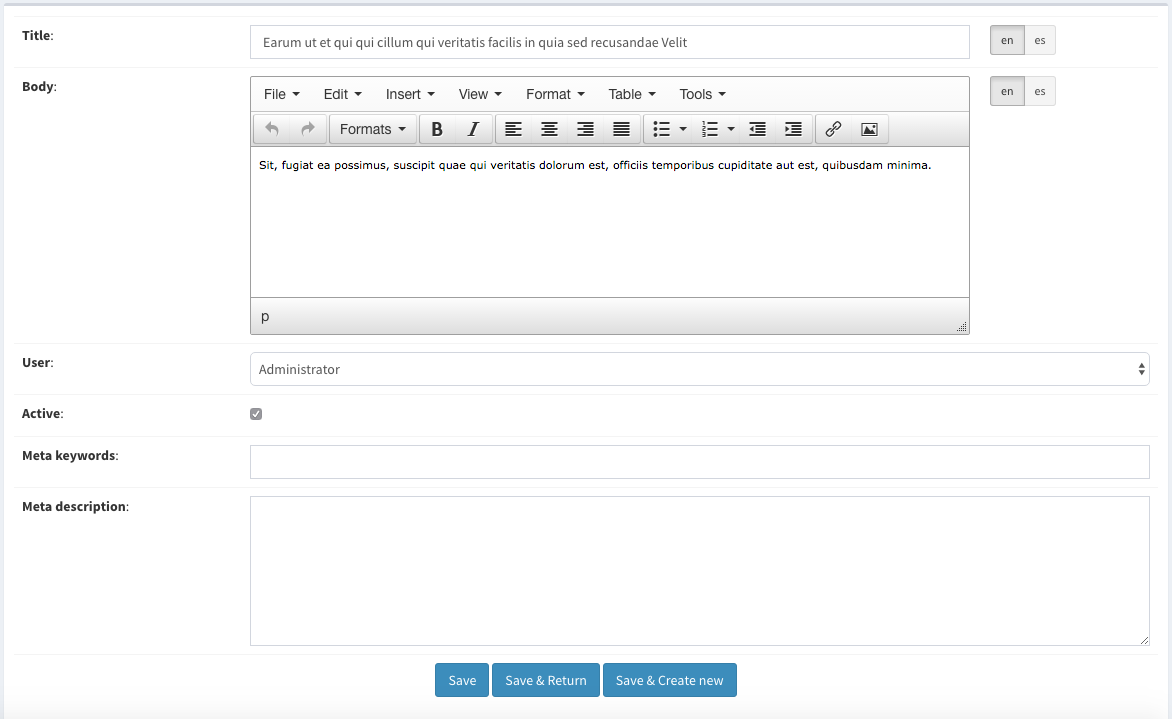 Title: Earum ut et qui qui cillum qui veritatis facilis in quia sed recusandae Velit en es
Body: en es
File Edit Insert View Format Table Tools
Formats B I
Sit, fugiat ea possimus, suscipit quae qui veritatis dolorum est, officiis temporibus cupiditate aut est, quibusdam minima.
p
User: Administrator
Active:
Meta keywords:
Meta description:
Save Save & Return Save & Create new